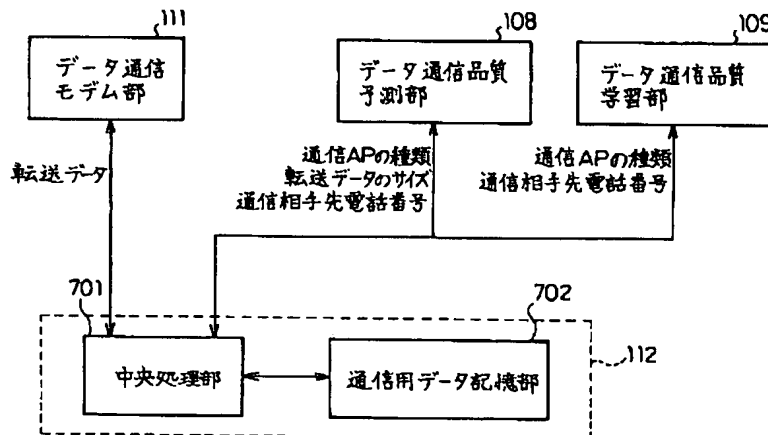 111
データ通信
モデム部
108
データ通信品質
予測部
109
データ通信品質
学習部
転送データ
通信APの種類
転送データのサイズ
通信相手先電話番号
通信APの種類
通信相手先電話番号
701
中央処理部
702
通信用データ記憶部
112